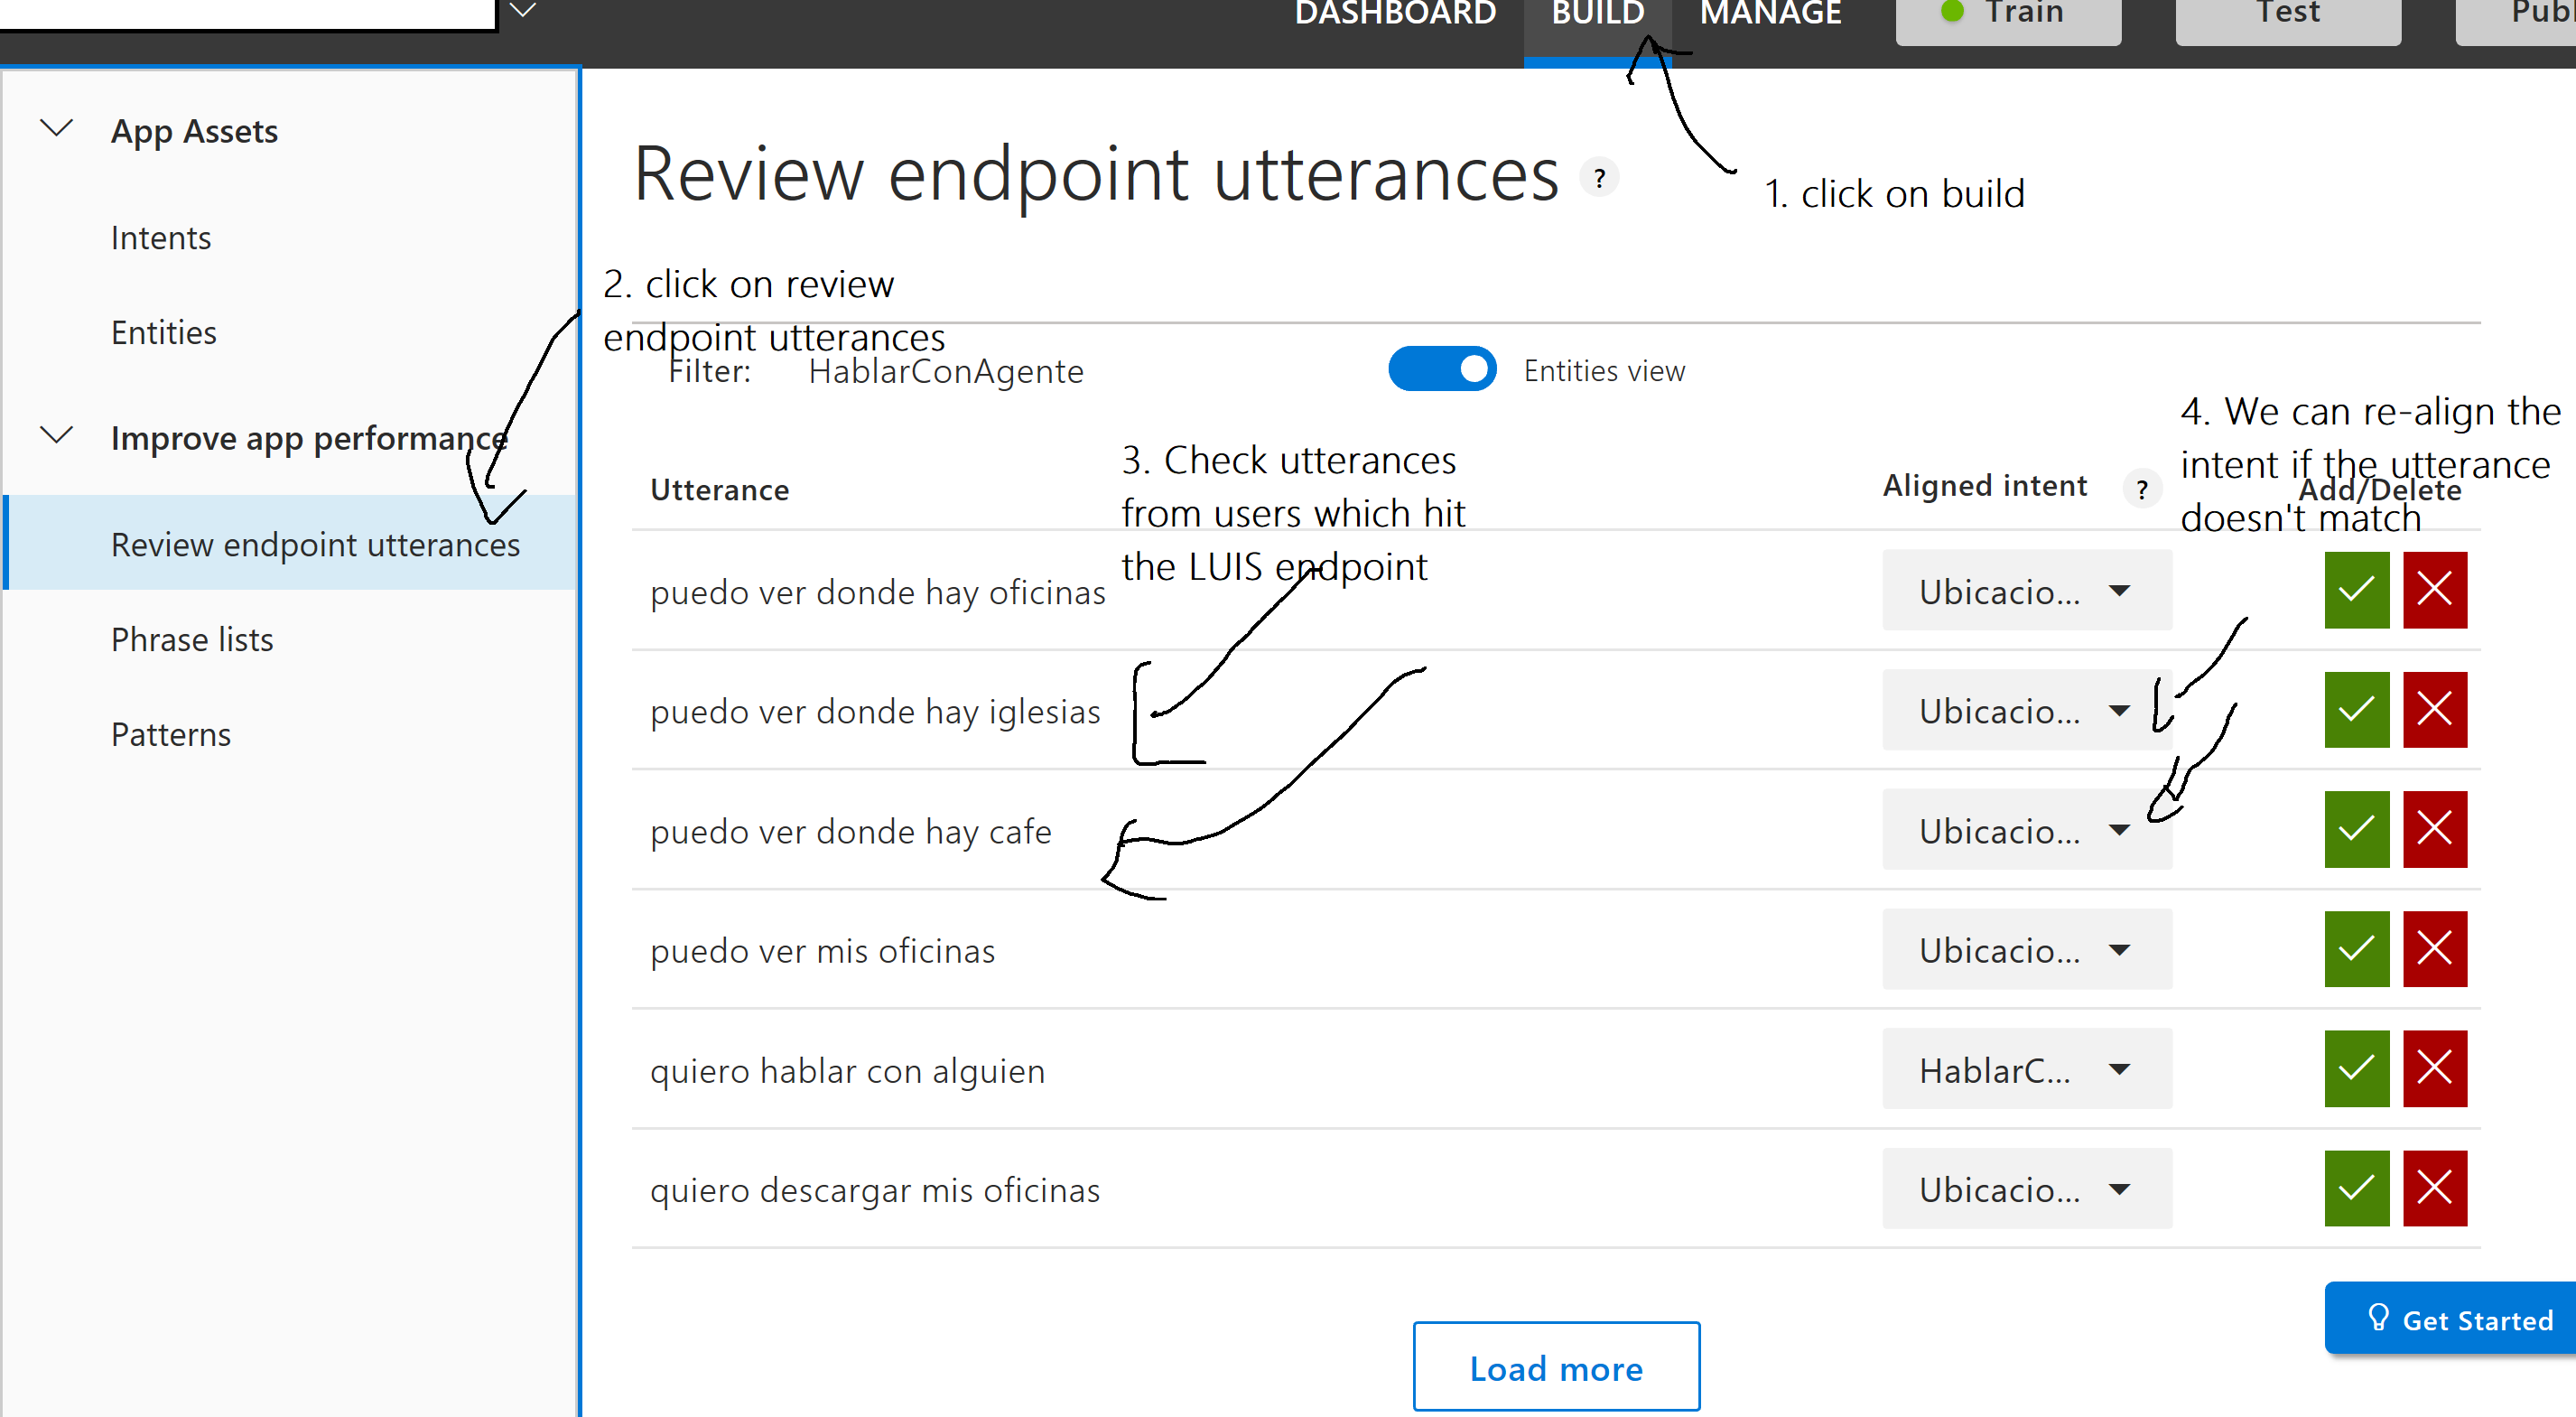 DASHBOARD BUILD MANAGE Train Test Publ
App Assets
Intents
Entities
Improve app performance
Review endpoint utterances
Phrase lists
Patterns
Review endpoint utterances ?
1. click on build
2. click on review
endpoint utterances
Filter: HablarConAgente Entities view
3. Check utterances
from users which hit
the LUIS endpoint
4. We can re-align the
intent if the utterance
doesn't match
Utterance Aligned intent ? Add/Delete
puedo ver donde hay oficinas Ubicacio...
puedo ver donde hay iglesias Ubicacio...
puedo ver donde hay cafe Ubicacio...
puedo ver mis oficinas Ubicacio...
quiero hablar con alguien HablarC...
quiero descargar mis oficinas Ubicacio...
Get Started
Load more